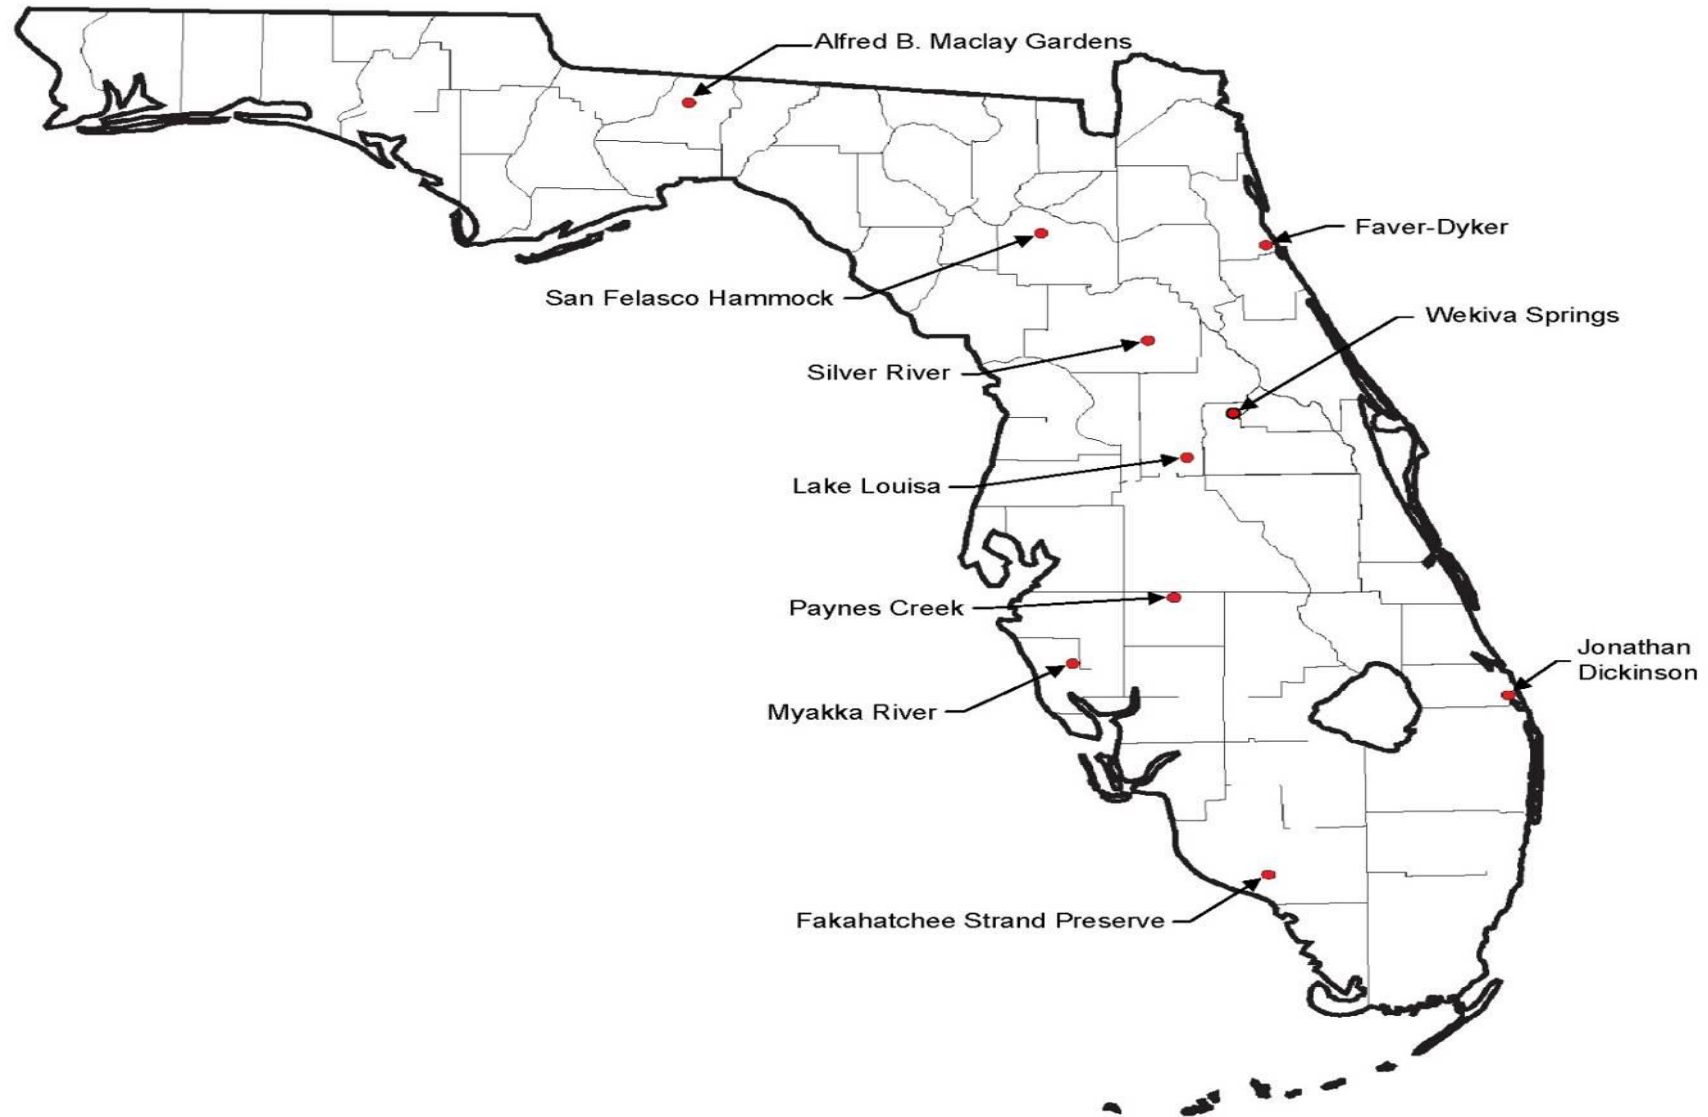 Alfred B. Maclay Gardens
Faver-Dyker
San Felasco Hammock
Wekiva Springs
Silver River
Lake Louisa
Paynes Creek
Jonathan
Dickinson
Myakka River
Fakahatchee Strand Preserve